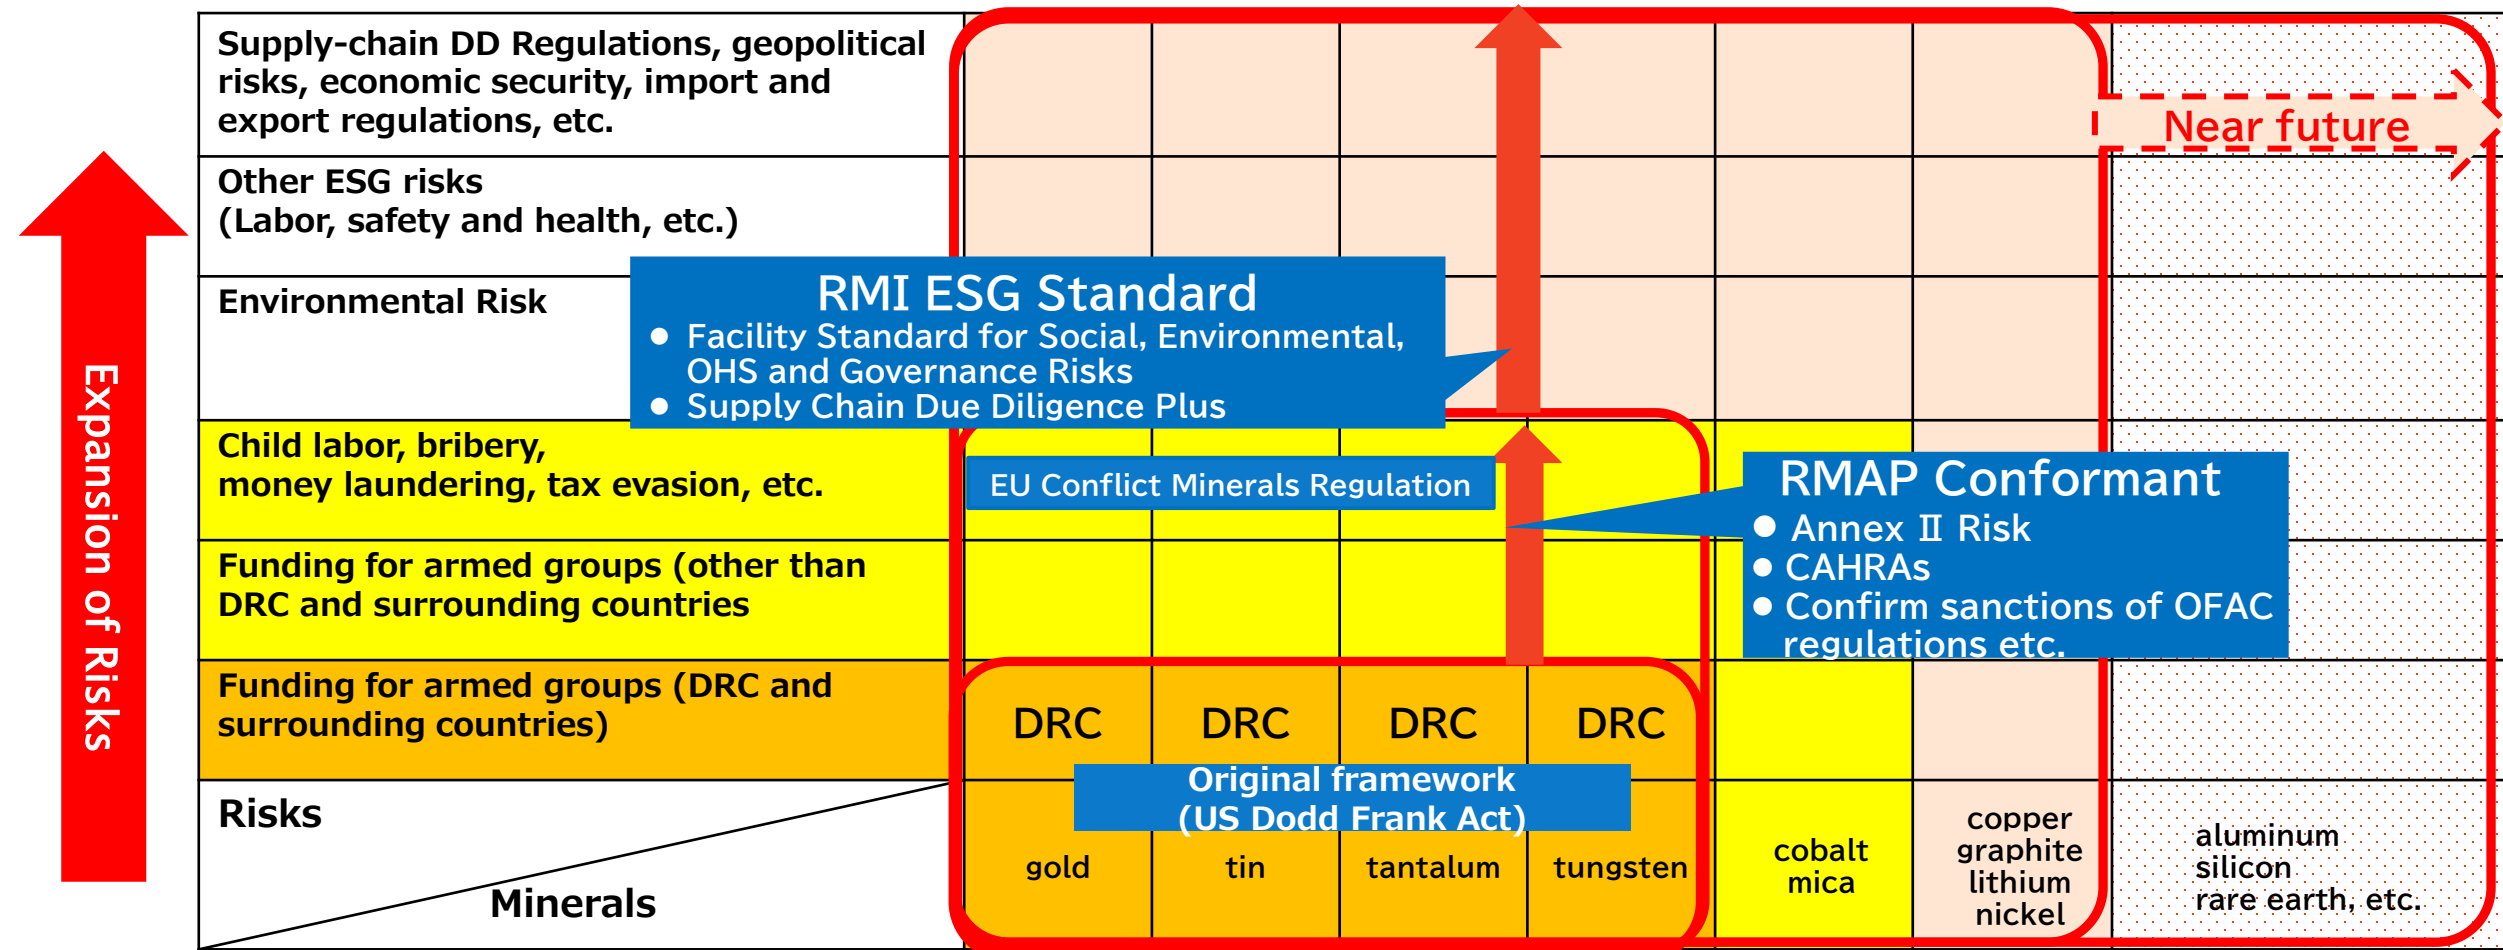 Supply-chain DD Regulations, geopolitical
risks, economic security, import and
export regulations, etc.
Near future
Other ESG risks
(Labor, safety and health, etc.)
Environmental Risk
RMI ESG Standard
● Facility Standard for Social, Environmental,
OHS and Governance Risks
● Supply Chain Due Diligence Plus
Expansion of Risks
Child labor, bribery,
money laundering, tax evasion, etc.
EU Conflict Minerals Regulation
RMAP Conformant
● Annex Ⅱ Risk
● CAHRAs
● Confirm sanctions of OFAC
regulations etc.
Funding for armed groups (other than
DRC and surrounding countries
Funding for armed groups (DRC and
surrounding countries)
DRC
DRC
DRC
DRC
Original framework
(US Dodd Frank Act)
Risks
Minerals
gold
tin
tantalum
tungsten
cobalt
mica
copper
graphite
lithium
nickel
aluminum
silicon
rare earth, etc.